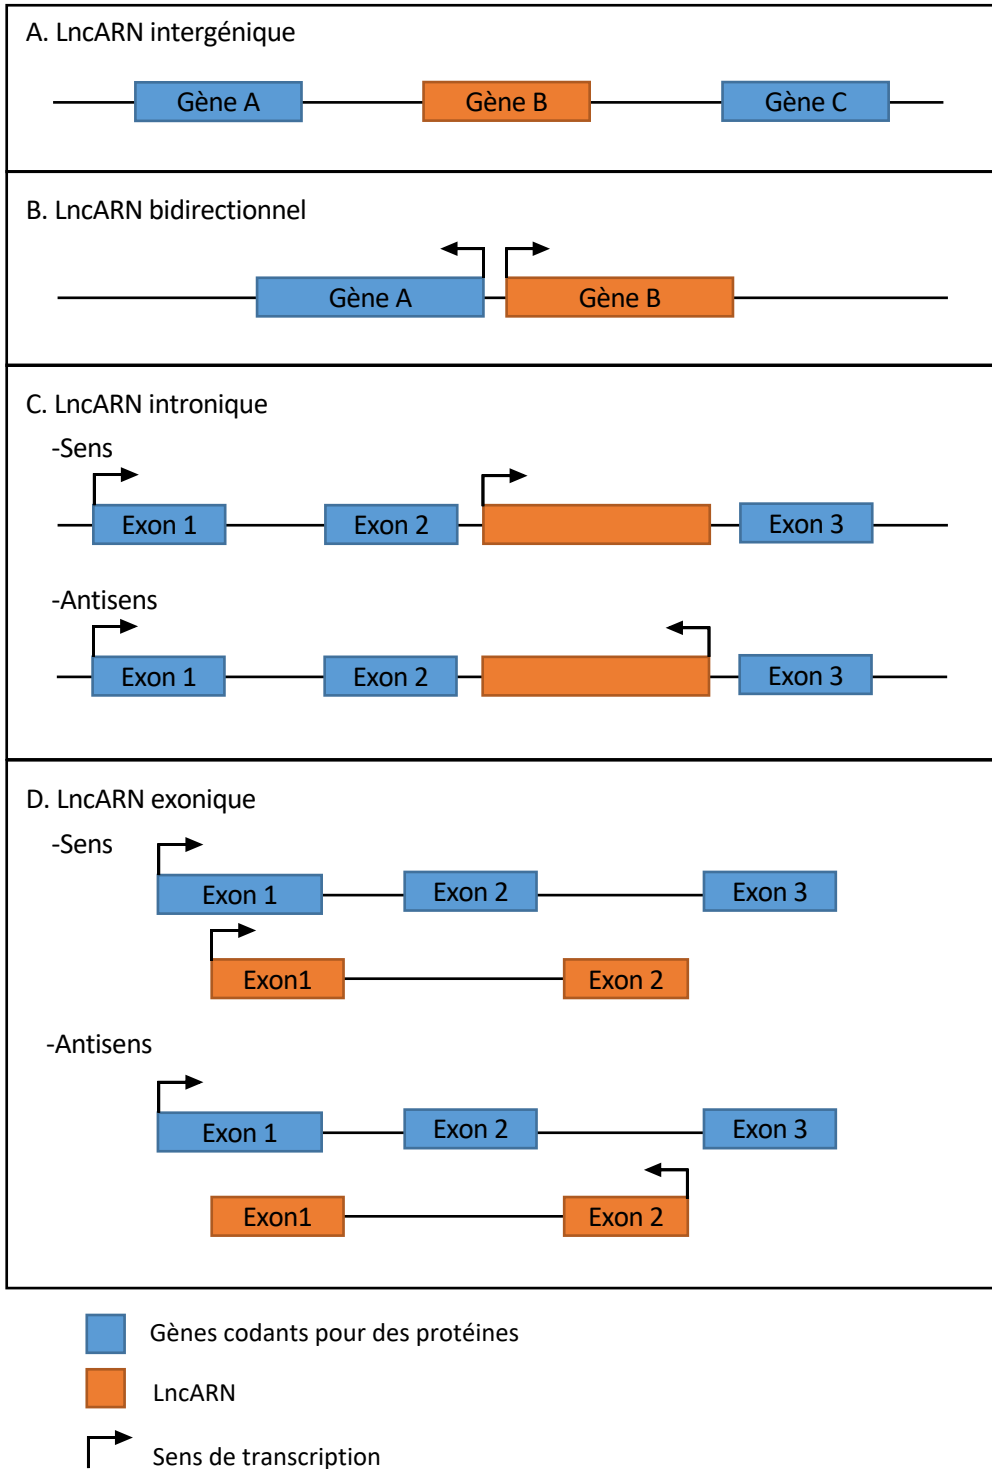 A. LncARN intergénique
Gène A Gène B Gène C
B. LncARN bidirectionnel
Gène A Gène B
C. LncARN intronique
-Sens
Exon 1 Exon 2 Exon 3
-Antisens
Exon 1 Exon 2 Exon 3
D. LncARN exonique
-Sens
Exon 1 Exon 2 Exon 3
Exon1 Exon 2
-Antisens
Exon 1 Exon 2 Exon 3
Exon1 Exon 2
Gènes codants pour des protéines
LncARN
Sens de transcription